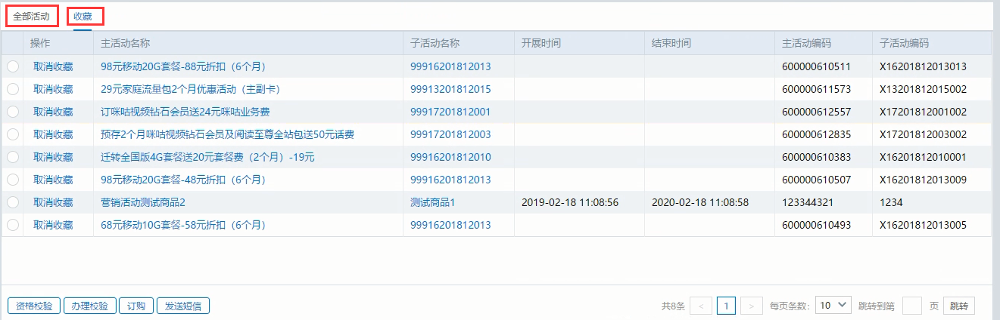 全部活动 收藏
操作 主活动名称 子活动名称 开展时间 结束时间 主活动编码 子活动编码
取消收藏 98元移动20G套餐-88元折扣（6个月） 99916201812013 600000610511 X16201812013013
取消收藏 29元家庭流量包2个月优惠活动（主副卡） 99913201812015 600000611573 X13201812015002
取消收藏 订咪咕视频钻石会员送24元咪咕业务费 99917201812001 600000612557 X17201812001002
取消收藏 预存2个月咪咕视频钻石会员及阅读至尊全站包送50元话费 99917201812003 600000612835 X17201812003002
取消收藏 迁转全国版4G套餐送20元套餐费（2个月）-19元 99916201812010 600000610383 X16201812010001
取消收藏 98元移动20G套餐-48元折扣（6个月） 99916201812013 600000610507 X16201812013009
取消收藏 营销活动测试商品2 测试商品1 2019-02-18 11:08:56 2020-02-18 11:08:58 123344321 1234
取消收藏 68元移动10G套餐-58元折扣（6个月） 99916201812013 600000610493 X16201812013005
资格校验 办理校验 订购 发送短信 共8条 < 1 > 每页条数: 10 跳转到第 页 跳转